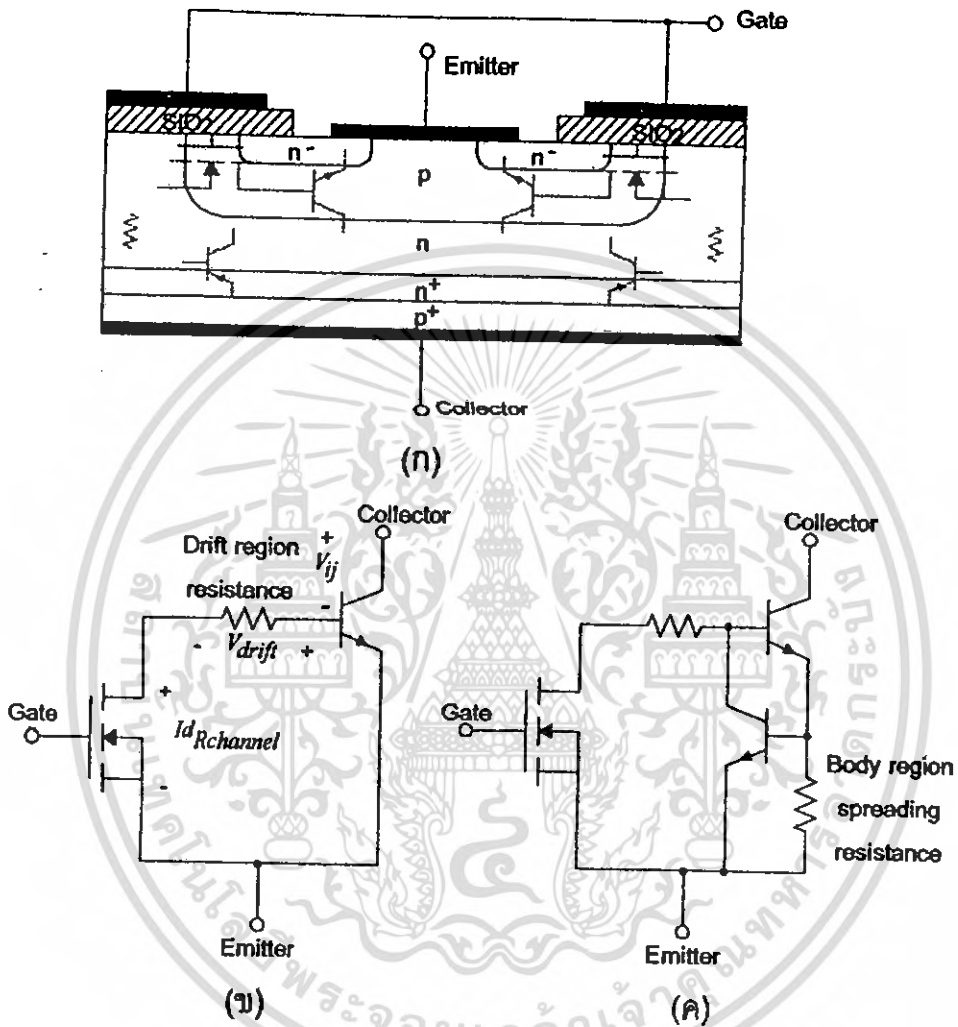 Gate
Emitter
SiO2
SiO2
n-
n-
p
n
n+
p+
Collector
(ก)
Collector
Drift region
resistance
+
Vij
-
- Vdrift +
Gate
+
IdRchannel
-
Emitter
(ข)
Collector
Gate
Body region
spreading
resistance
Emitter
(ค)